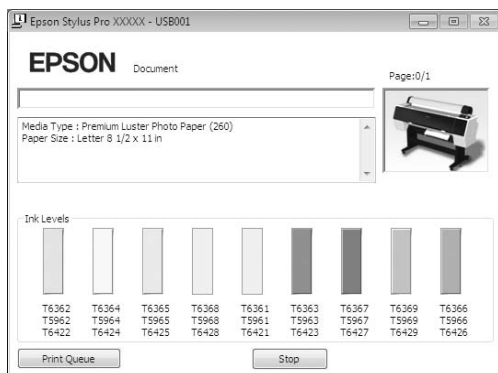 Epson Stylus Pro XXXXX - USB001
EPSON Document
Page:0/1
Media Type : Premium Luster Photo Paper (260)
Paper Size : Letter 8 1/2 x 11 in
Ink Levels
T6362 T6364 T6365 T6368 T6361 T6363 T6367 T6369 T6366
T5962 T5964 T5965 T5968 T5961 T5963 T5967 T5969 T5966
T6422 T6424 T6425 T6428 T6421 T6423 T6427 T6429 T6426
Print Queue Stop